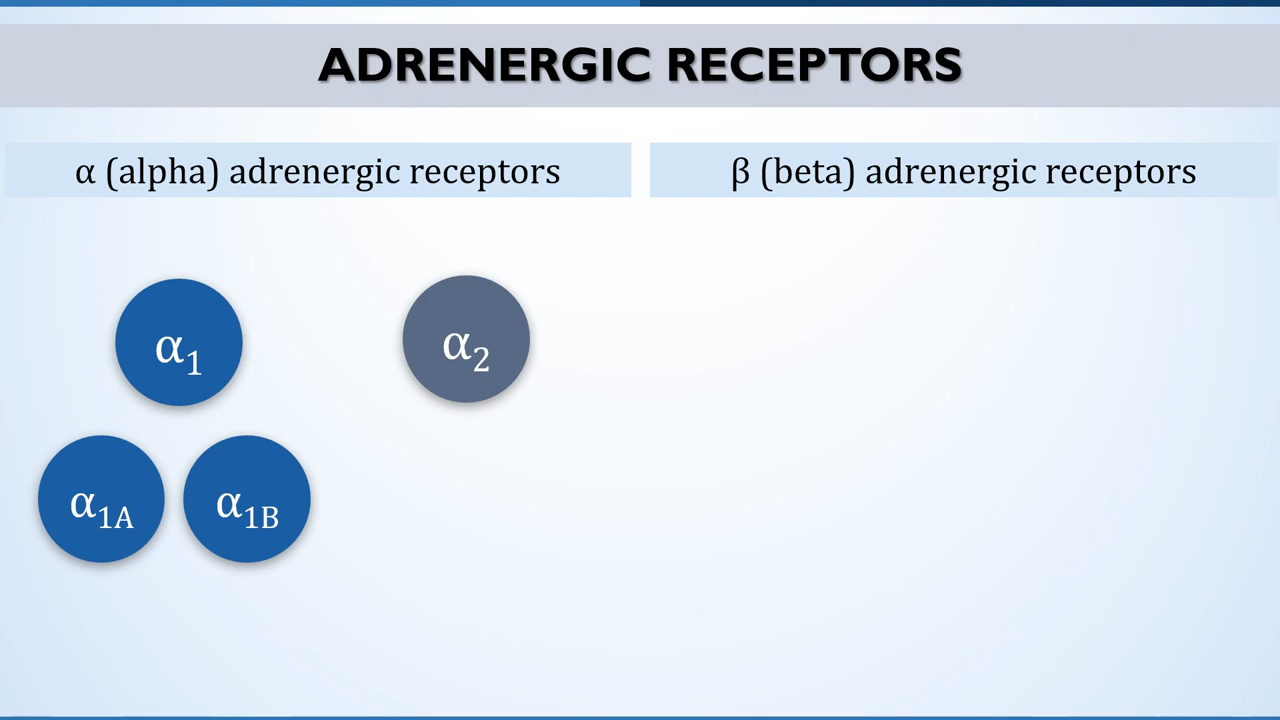 ADRENERGIC RECEPTORS
α (alpha) adrenergic receptors
β (beta) adrenergic receptors
α₁
α₂
α1A
α1B